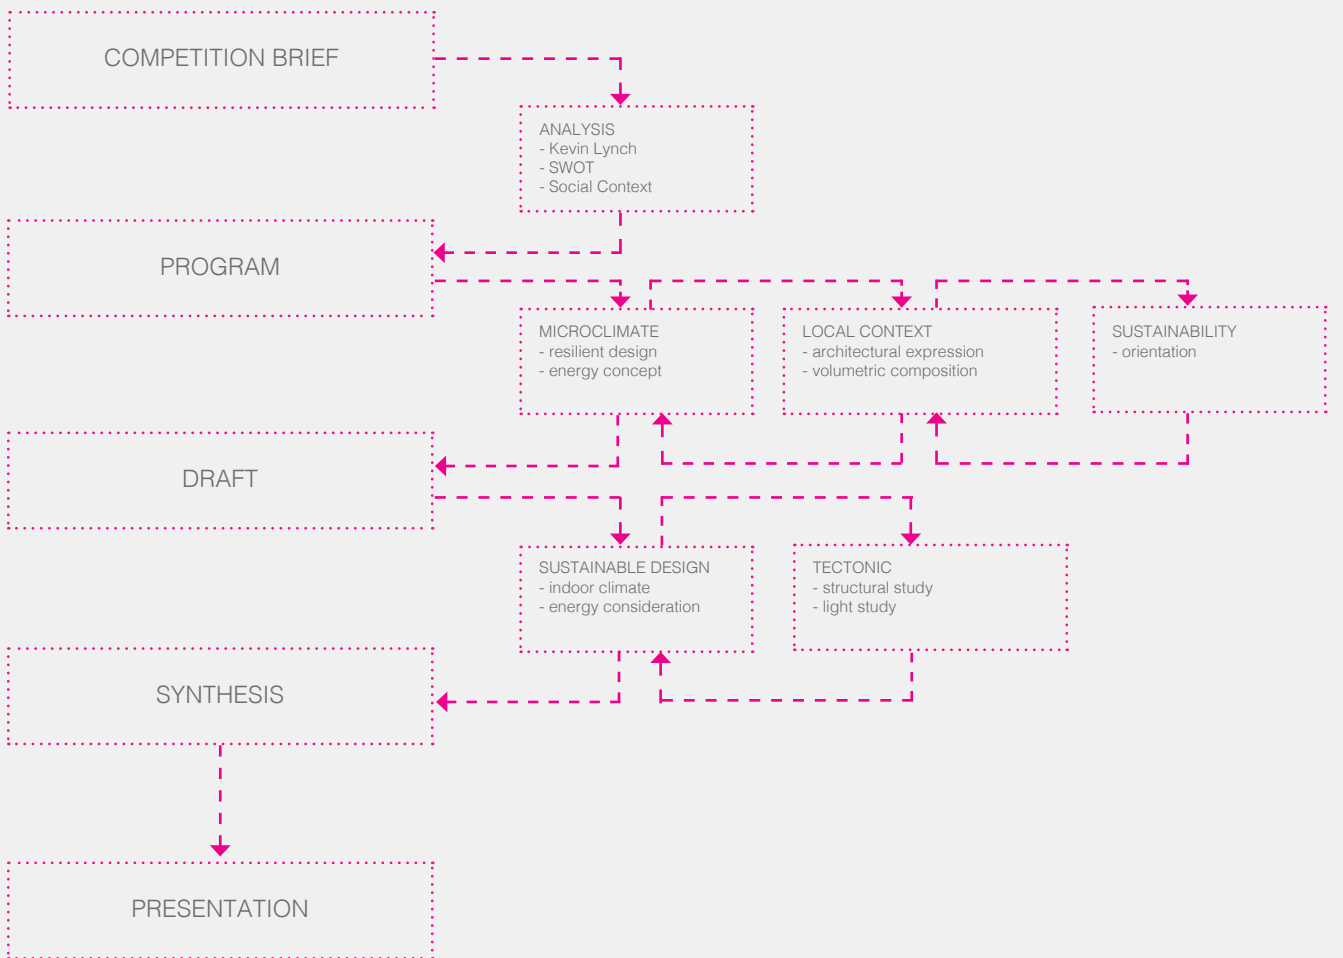 COMPETITION BRIEF
ANALYSIS
- Kevin Lynch
- SWOT
- Social Context
PROGRAM
MICROCLIMATE
- resilient design
- energy concept
LOCAL CONTEXT
- architectural expression
- volumetric composition
SUSTAINABILITY
- orientation
DRAFT
SUSTAINABLE DESIGN
- indoor climate
- energy consideration
TECTONIC
- structural study
- light study
SYNTHESIS
PRESENTATION